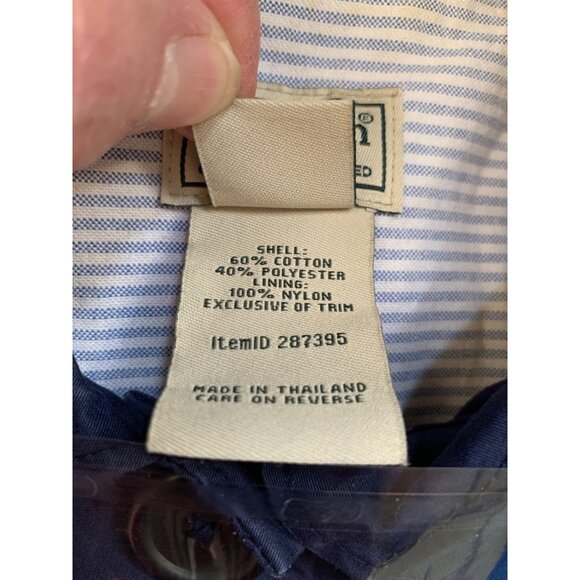 SHELL:
60% COTTON
40% POLYESTER
LINING:
100% NYLON
EXCLUSIVE OF TRIM
ItemID 287395
MADE IN THAILAND
CARE ON REVERSE